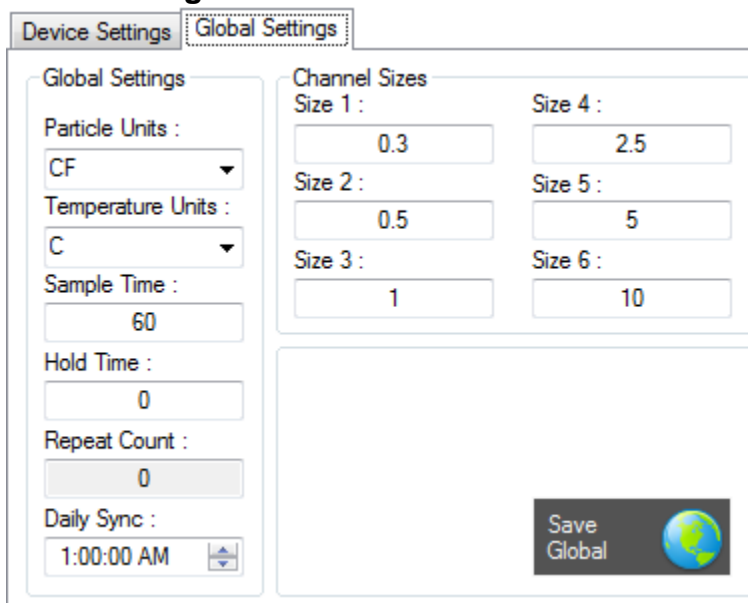 Device Settings
Global Settings
Global Settings
Particle Units :
CF
Temperature Units :
C
Sample Time :
60
Hold Time :
0
Repeat Count :
0
Daily Sync :
1:00:00 AM
Channel Sizes
Size 1 :
0.3
Size 2 :
0.5
Size 3 :
1
Size 4 :
2.5
Size 5 :
5
Size 6 :
10
Save
Global